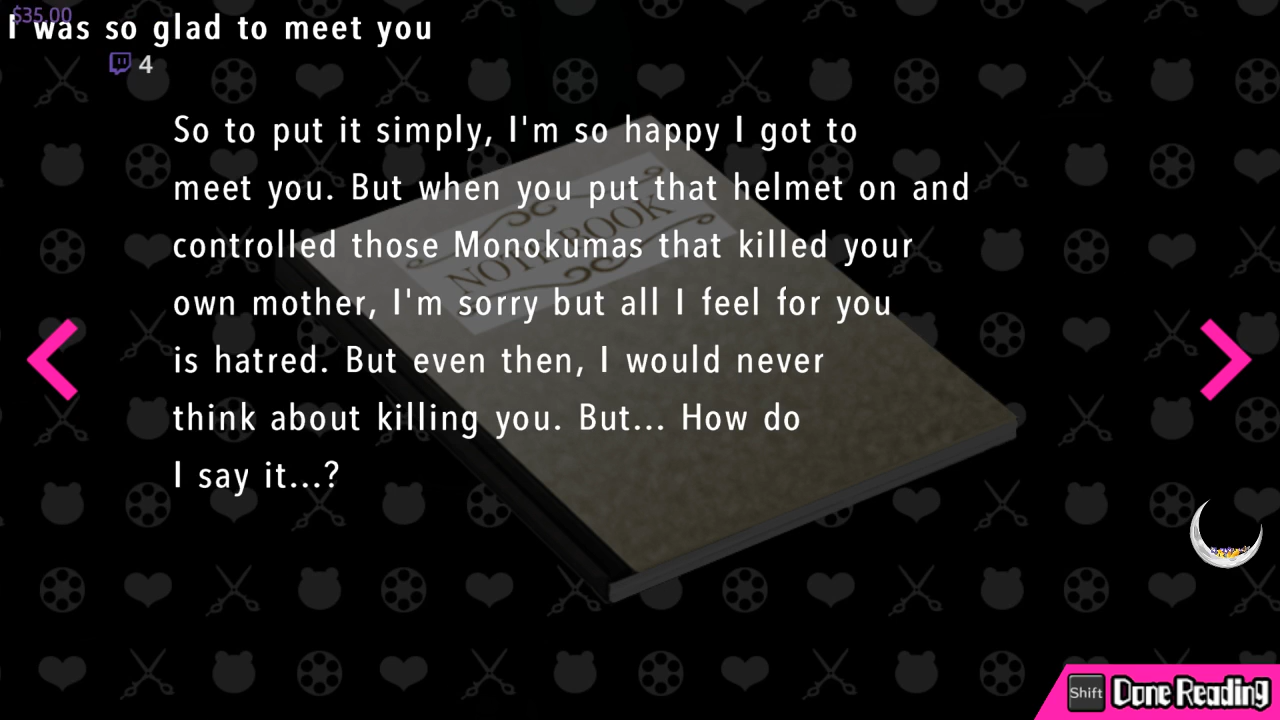 $35.00
I was so glad to meet you
4
So to put it simply, I'm so happy I got to
meet you. But when you put that helmet on and
controlled those Monokumas that killed your
own mother, I'm sorry but all I feel for you
is hatred. But even then, I would never
think about killing you. But... How do
I say it...?
NOTEBOOK
Shift Done Reading